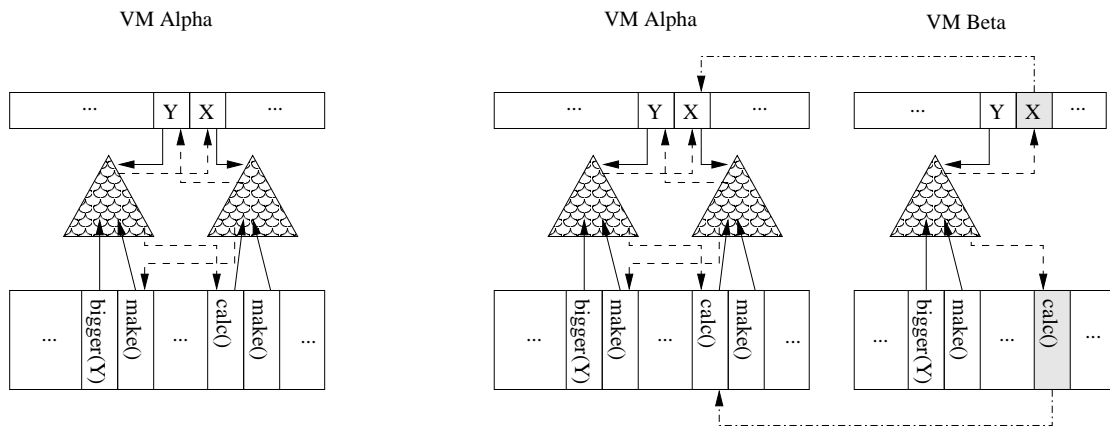 VM Alpha
VM Alpha
VM Beta
...
Y
X
...
...
Y
X
...
...
Y
X
...
...
bigger(Y)
make()
...
calc()
make()
...
...
bigger(Y)
make()
...
calc()
make()
...
...
bigger(Y)
make()
...
calc()
...